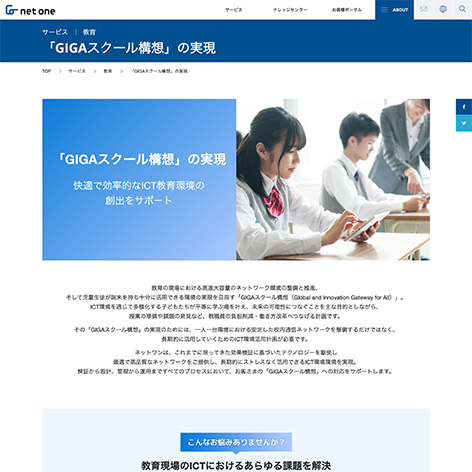 net one
サービス
ナレッジセンター
お客様ポータル
ABOUT
サービス | 教育
「GIGAスクール構想」の実現
TOP > サービス > 教育 > 「GIGAスクール構想」の実現
「GIGAスクール構想」の実現
快適で効率的なICT教育環境の
創出をサポート
教育の現場における高速大容量のネットワーク環境の整備と推進、
そして児童生徒が端末を持ち十分に活用できる環境の実現を目指す「GIGAスクール構想（Global and Innovation Gateway for All）」。
ICT環境を通じて多様化する子どもたちが平等に学ぶ場を叶え、未来の可能性につなぐことを主な目的としながら、
授業の準備や課題の発見など、教職員の負担削減・働き方改革へつなげる計画です。
その「GIGAスクール構想」の実現のためには、一人一台環境における安定した校内通信ネットワークを整備するだけではなく、
長期的に活用していくためのICT環境活用計画が必要です。
ネットワンは、これまでに培ってきた効果検証に基づいたテクノロジーを駆使し
最適で高品質なネットワークをご提供し、長期的にストレスなく活用できるICT環境環境を実現。
検証から設計、管理から運用まですべてのプロセスにおいて、お客さまの「GIGAスクール構想」への対応をサポートします。
こんなお悩みありませんか？
教育現場のICTにおけるあらゆる課題を解決